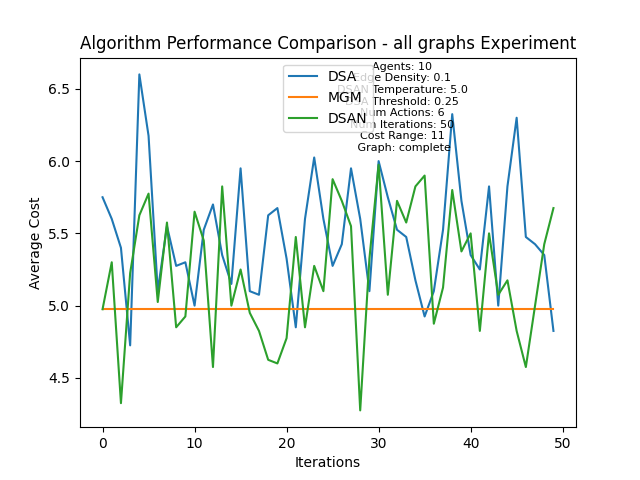 Algorithm Performance Comparison - all graphs Experiment
Agents: 10
Edge Density: 0.1
DSAN Temperature: 5.0
DSA Threshold: 0.25
Num Actions: 6
Num Iterations: 50
Cost Range: 11
Graph: complete
DSA
MGM
DSAN
Average Cost
6.5
6.0
5.5
5.0
4.5
0
10
20
30
40
50
Iterations